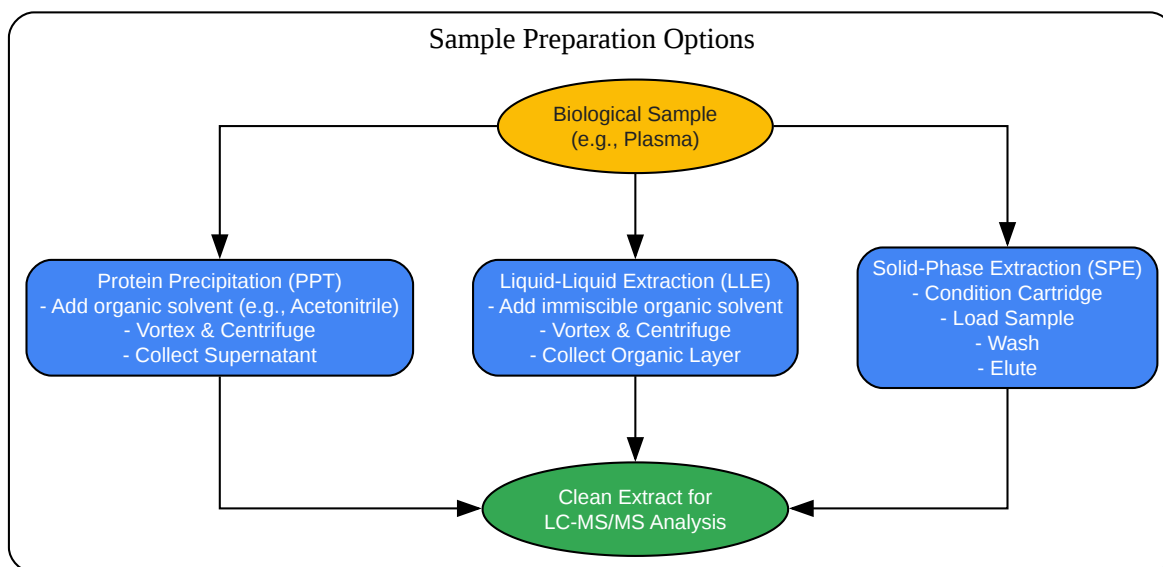 Sample Preparation Options
Biological Sample
(e.g., Plasma)
Protein Precipitation (PPT)
- Add organic solvent (e.g., Acetonitrile)
- Vortex & Centrifuge
- Collect Supernatant
Liquid-Liquid Extraction (LLE)
- Add immiscible organic solvent
- Vortex & Centrifuge
- Collect Organic Layer
Solid-Phase Extraction (SPE)
- Condition Cartridge
- Load Sample
- Wash
- Elute
Clean Extract for
LC-MS/MS Analysis